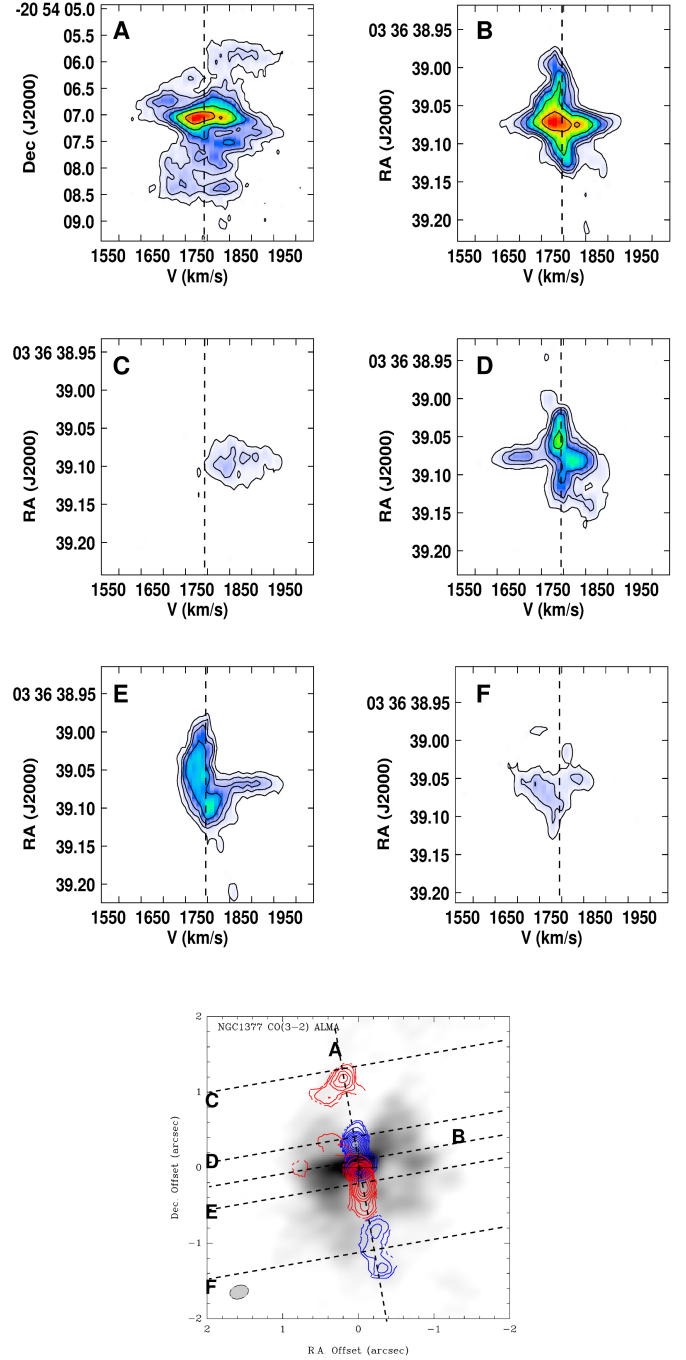 A
-20 54 05.0
05.5
06.0
06.5
07.0
07.5
08.0
08.5
09.0
Dec (J2000)
1550 1650 1750 1850 1950
V (km/s)
B
03 36 38.95
39.00
39.05
39.10
39.15
39.20
RA (J2000)
1550 1650 1750 1850 1950
V (km/s)
C
03 36 38.95
39.00
39.05
39.10
39.15
39.20
RA (J2000)
1550 1650 1750 1850 1950
V (km/s)
D
03 36 38.95
39.00
39.05
39.10
39.15
39.20
RA (J2000)
1550 1650 1750 1850 1950
V (km/s)
E
03 36 38.95
39.00
39.05
39.10
39.15
39.20
RA (J2000)
1550 1650 1750 1850 1950
V (km/s)
F
03 36 38.95
39.00
39.05
39.10
39.15
39.20
RA (J2000)
1550 1650 1750 1850 1950
V (km/s)
NGC1377 CO(3−2) ALMA
A
C
B
D
E
F
2
1
0
−1
−2
Dec. Offset (arcsec)
2 1 0 −1 −2
R.A. Offset (arcsec)